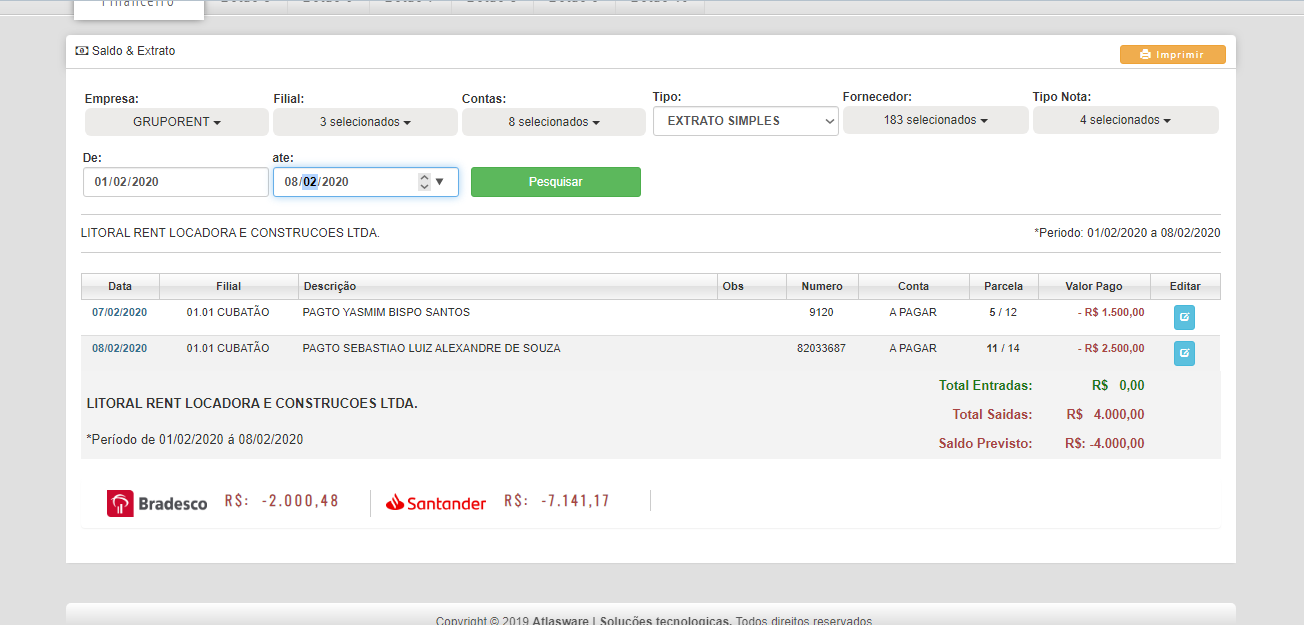 Financeiro
Saldo & Extrato
Imprimir
Empresa: Filial: Contas: Tipo: Fornecedor: Tipo Nota:
GRUPORENT 3 selecionados 8 selecionados EXTRATO SIMPLES 183 selecionados 4 selecionados
De: ate:
01/02/2020 08/02/2020 Pesquisar
LITORAL RENT LOCADORA E CONSTRUCOES LTDA. *Periodo: 01/02/2020 a 08/02/2020
Data Filial Descrição Obs Numero Conta Parcela Valor Pago Editar
07/02/2020 01.01 CUBATÃO PAGTO YASMIM BISPO SANTOS 9120 A PAGAR 5 / 12 - R$ 1.500,00
08/02/2020 01.01 CUBATÃO PAGTO SEBASTIAO LUIZ ALEXANDRE DE SOUZA 82033687 A PAGAR 11 / 14 - R$ 2.500,00
Total Entradas: R$ 0,00
LITORAL RENT LOCADORA E CONSTRUCOES LTDA.
Total Saidas: R$ 4.000,00
*Período de 01/02/2020 á 08/02/2020
Saldo Previsto: R$: -4.000,00
Bradesco R$: -2.000,48 Santander R$: -7.141,17
Copyright © 2019 Atlasware | Soluções tecnologicas. Todos direitos reservados